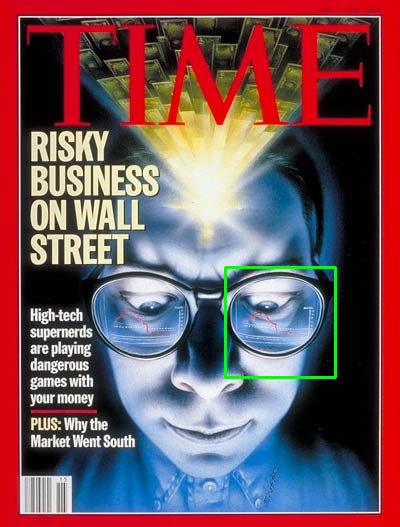 TIME
RISKY
BUSINESS
ON WALL
STREET
High-tech
supernerds
are playing
dangerous
games with
your money
PLUS: Why the
Market Went South
15